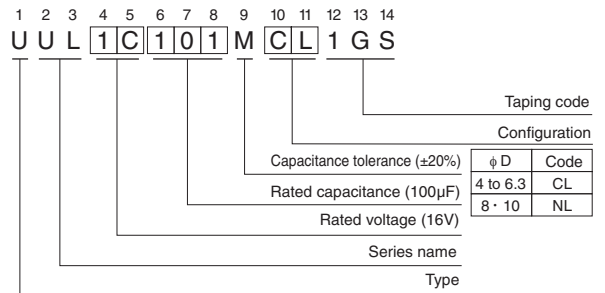 1 2 3 4 5 6 7 8 9 10 11 12 13 14
U U L 1 C 1 0 1 M C L 1 G S
Taping code
Configuration
Capacitance tolerance (±20%)
Rated capacitance (100µF)
Rated voltage (16V)
Series name
Type
ϕ D Code
4 to 6.3 CL
8 · 10 NL